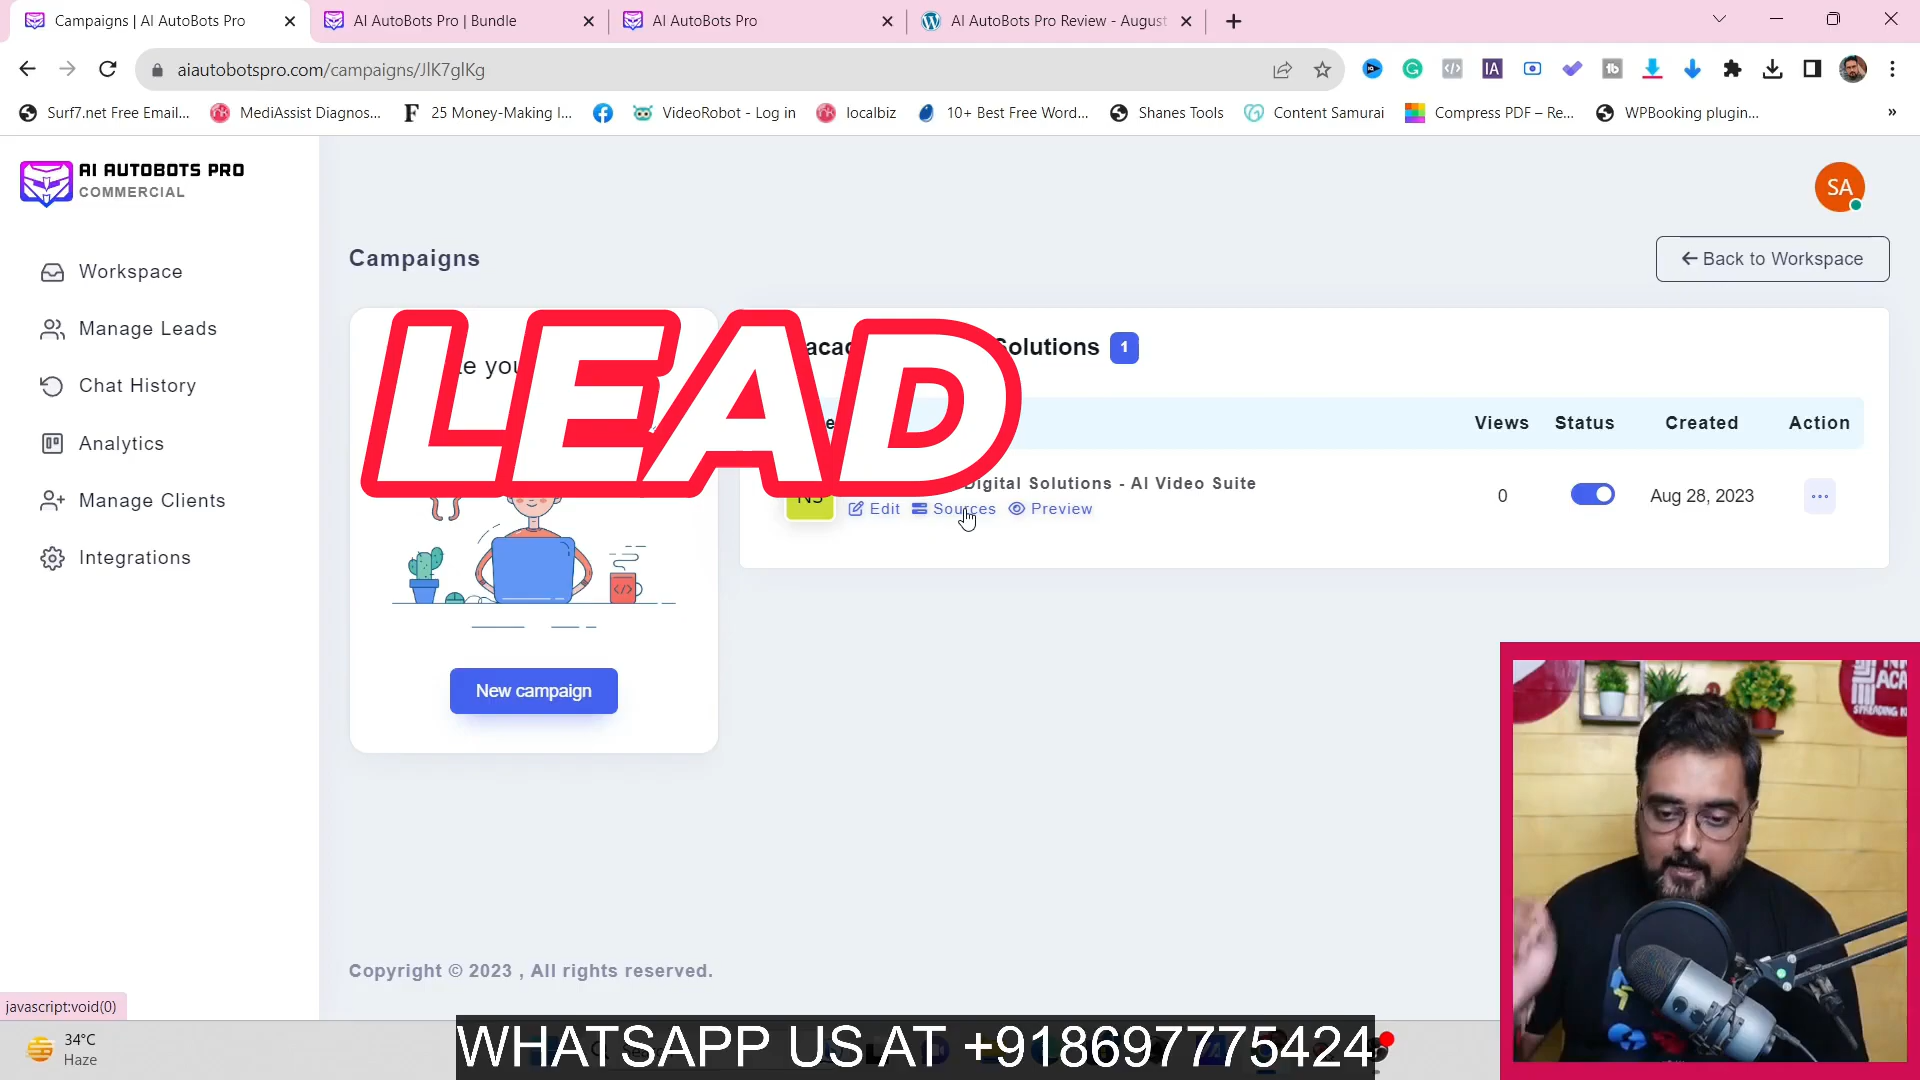 Campaigns | AI AutoBots Pro
AI AutoBots Pro | Bundle
AI AutoBots Pro
AI AutoBots Pro Review - August
aiautobotspro.com/campaigns/JlK7glKg
Surf7.net Free Email...
MediAssist Diagnos...
25 Money-Making I...
VideoRobot - Log in
localbiz
10+ Best Free Word...
Shanes Tools
Content Samurai
Compress PDF – Re...
WPBooking plugin...
»
AI AUTOBOTS PRO
COMMERCIAL
SA
Workspace
Manage Leads
Chat History
Analytics
Manage Clients
Integrations
Campaigns
← Back to Workspace
Solutions 1
LEAD
Views Status Created Action
Digital Solutions - AI Video Suite
Edit Sources Preview
0
Aug 28, 2023
New campaign
Copyright © 2023 , All rights reserved.
javascript:void(0)
34°C
Haze
WHATSAPP US AT +918697775424